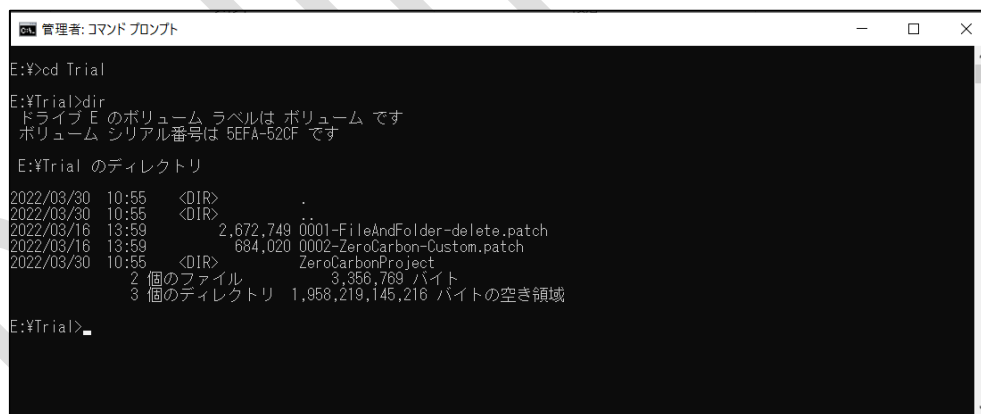 管理者: コマンド プロンプト
E:¥>cd Trial
E:¥Trial>dir
ドライブ E のボリューム ラベルは ボリューム です
ボリューム シリアル番号は 5EFA-52CF です
E:¥Trial のディレクトリ
2022/03/30 10:55 <DIR> .
2022/03/30 10:55 <DIR> ..
2022/03/16 13:59 2,672,749 0001-FileAndFolder-delete.patch
2022/03/16 13:59 684,020 0002-ZeroCarbon-Custom.patch
2022/03/30 10:55 <DIR> ZeroCarbonProject
2 個のファイル 3,356,769 バイト
3 個のディレクトリ 1,958,219,145,216 バイトの空き領域
E:¥Trial>